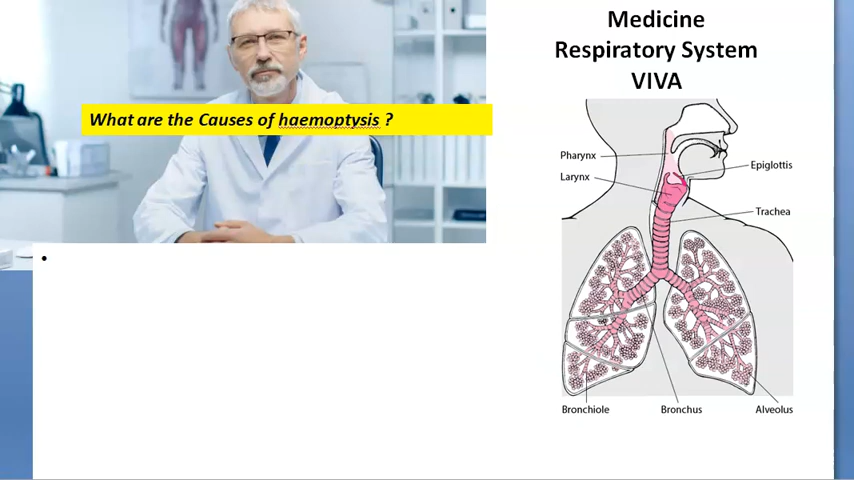 Medicine
Respiratory System
VIVA
What are the Causes of haemoptysis ?
•
Pharynx
Epiglottis
Larynx
Trachea
Bronchiole
Bronchus
Alveolus